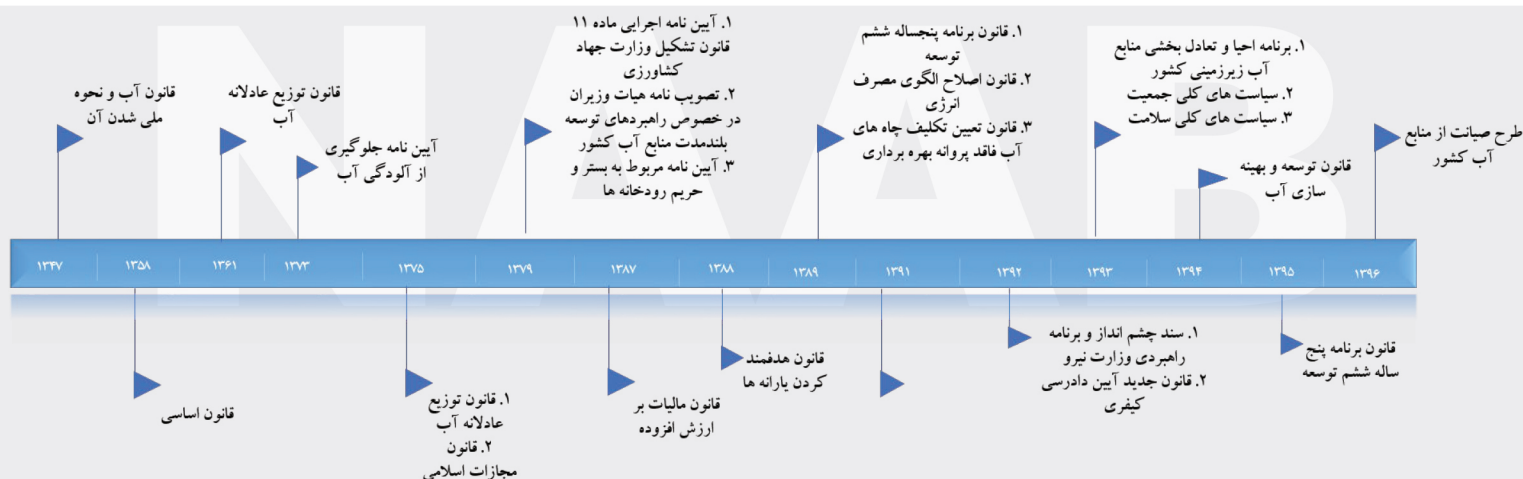 قانون آب و نحوه
ملی شدن آن
قانون توزیع عادلانه
آب
آیین نامه جلوگیری
از آلودگی آب
۱. آیین نامه اجرایی ماده ۱۱
قانون تشکیل وزارت جهاد
کشاورزی
۲. تصویب نامه هیات وزیران
در خصوص راهبردهای توسعه
بلندمدت منابع آب کشور
۳. آیین نامه مربوط به بستر و
حریم رودخانه ها
۱. قانون برنامه پنجساله ششم
توسعه
۲. قانون اصلاح الگوی مصرف
انرژی
۳. قانون تعیین تکلیف چاه های
آب فاقد پروانه بهره برداری
۱. برنامه احیا و تعادل بخشی منابع
آب زیرزمینی کشور
۲. سیاست های کلی جمعیت
۳. سیاست های کلی سلامت
قانون توسعه و بهینه
سازی آب
طرح صیانت از منابع
آب کشور
NAAB
۱۳۴۷ ۱۳۵۸ ۱۳۶۱ ۱۳۷۳ ۱۳۷۵ ۱۳۷۹ ۱۳۸۷ ۱۳۸۸ ۱۳۸۹ ۱۳۹۱ ۱۳۹۲ ۱۳۹۳ ۱۳۹۴ ۱۳۹۵ ۱۳۹۶
قانون اساسی
۱. قانون توزیع
عادلانه آب
۲. قانون
مجازات اسلامی
قانون مالیات بر
ارزش افزوده
قانون هدفمند
کردن یارانه ها
۱. سند چشم انداز و برنامه
راهبردی وزارت نیرو
۲. قانون جدید آیین دادرسی
کیفری
قانون برنامه پنج
ساله ششم توسعه